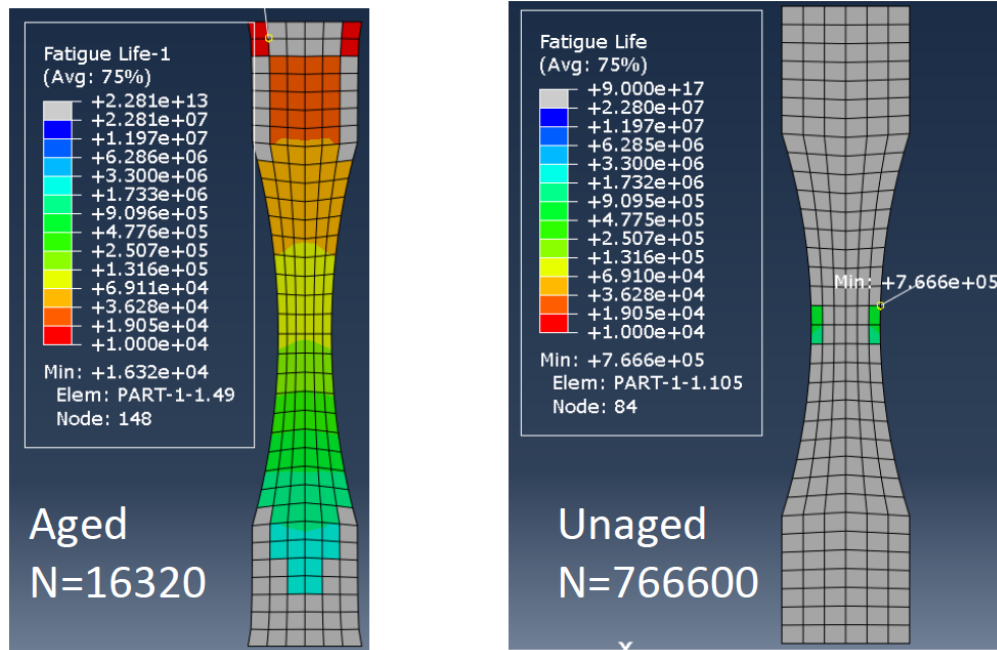 Fatigue Life-1
(Avg: 75%)
+2.281e+13
+2.281e+07
+1.197e+07
+6.286e+06
+3.300e+06
+1.733e+06
+9.096e+05
+4.776e+05
+2.507e+05
+1.316e+05
+6.911e+04
+3.628e+04
+1.905e+04
+1.000e+04
Min: +1.632e+04
Elem: PART-1-1.49
Node: 148
Aged
N=16320
Fatigue Life
(Avg: 75%)
+9.000e+17
+2.280e+07
+1.197e+07
+6.285e+06
+3.300e+06
+1.732e+06
+9.095e+05
+4.775e+05
+2.507e+05
+1.316e+05
+6.910e+04
+3.628e+04
+1.905e+04
+1.000e+04
Min: +7.666e+05
Elem: PART-1-1.105
Node: 84
Min: +7.666e+05
Unaged
N=766600
X